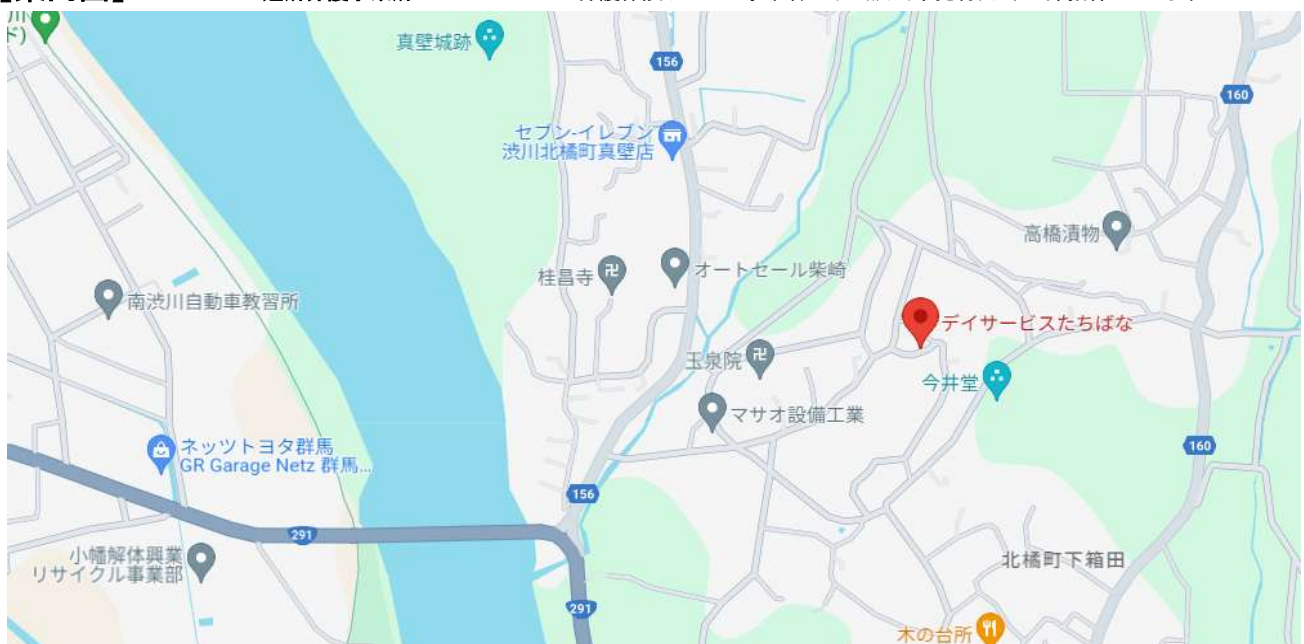 川
ド)
真壁城跡
156
160
セブン-イレブン
渋川北橘町真壁店
高橋漬物
桂昌寺
オートセール柴崎
南渋川自動車教習所
デイサービスたちばな
玉泉院
今井堂
マサオ設備工業
ネッツトヨタ群馬
GR Garage Netz 群馬...
160
156
291
小幡解体興業
リサイクル事業部
北橘町下箱田
291
木の台所